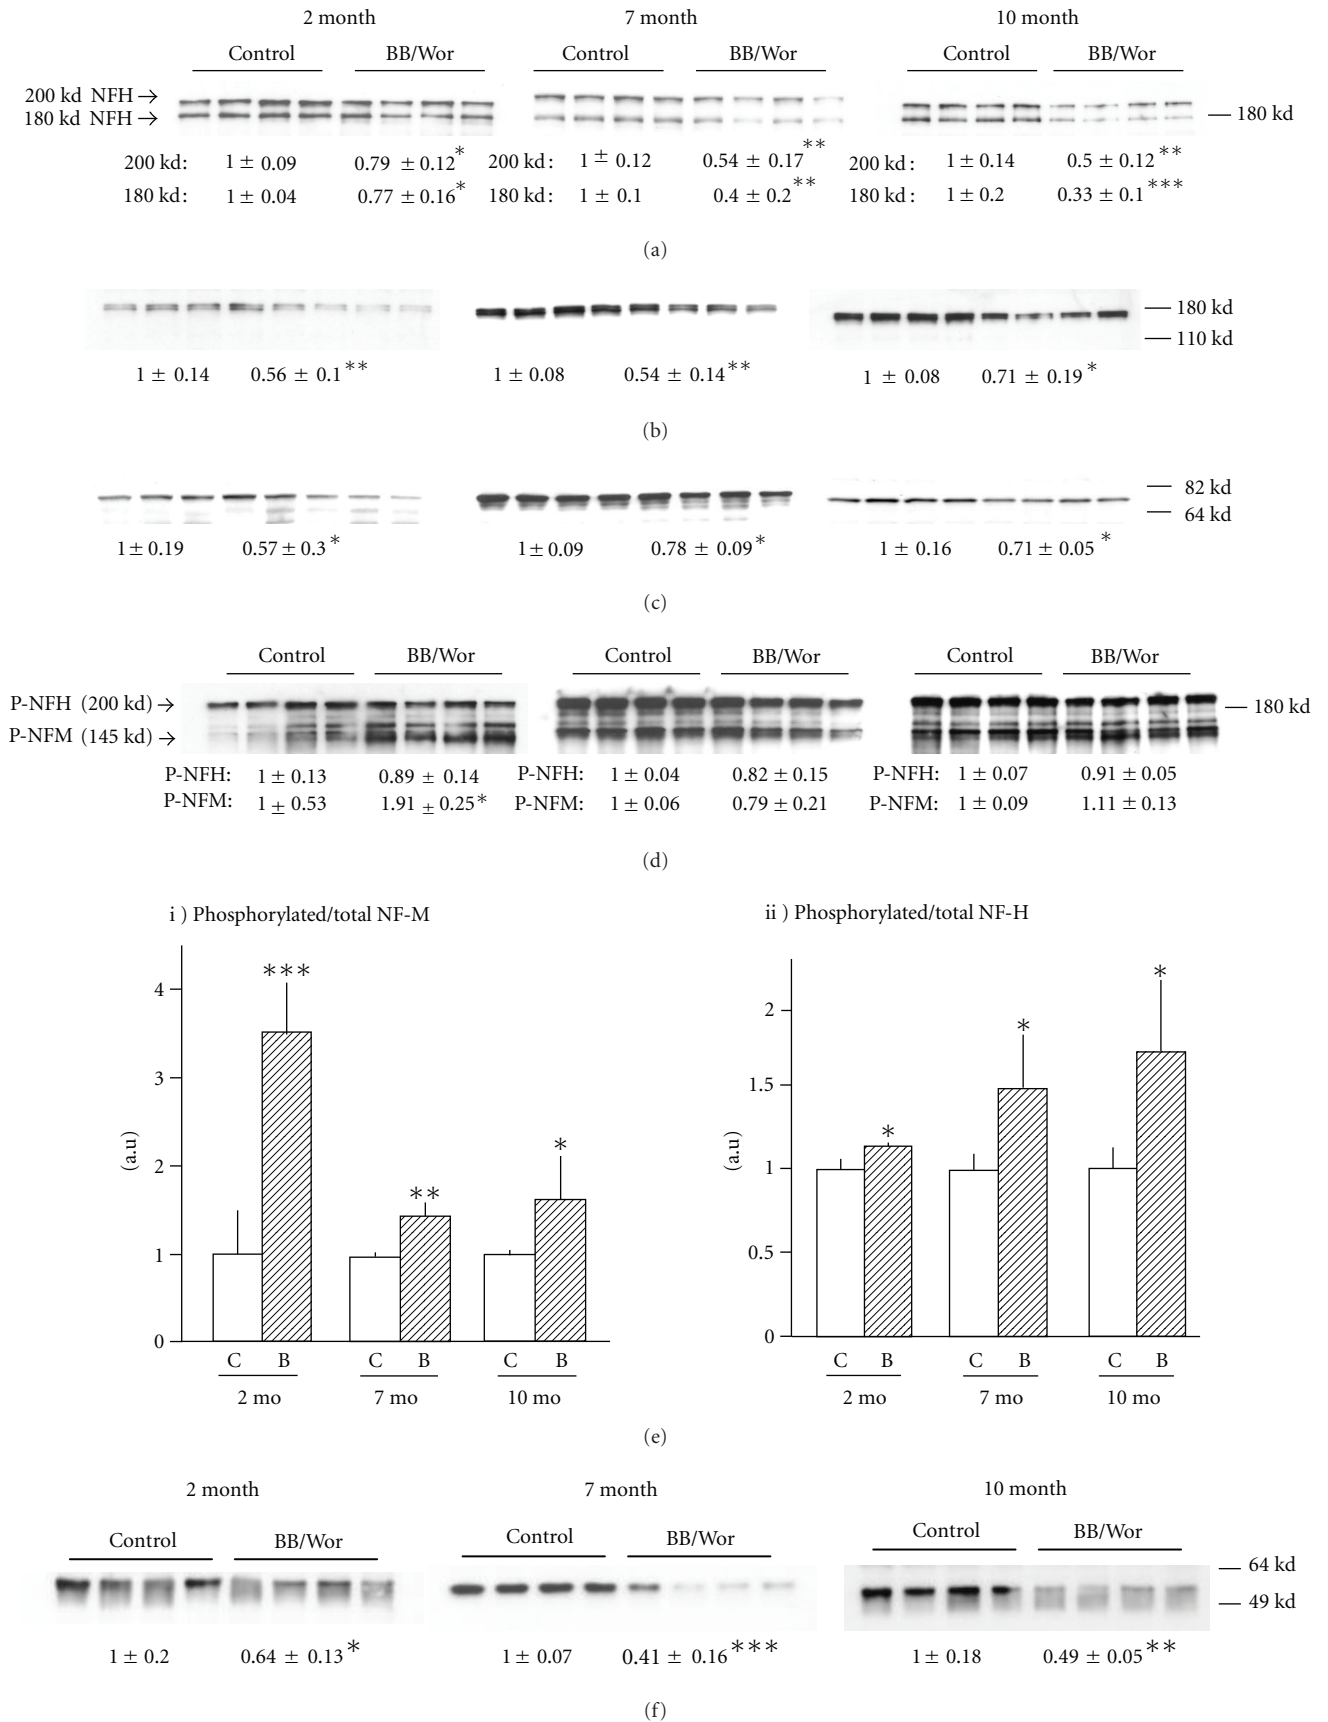 2 month 7 month 10 month
Control BB/Wor Control BB/Wor Control BB/Wor
200 kd NFH →
180 kd NFH → — 180 kd
200 kd: 1 ± 0.09 0.79 ± 0.12* 200 kd: 1 ± 0.12 0.54 ± 0.17** 200 kd: 1 ± 0.14 0.5 ± 0.12**
180 kd: 1 ± 0.04 0.77 ± 0.16* 180 kd: 1 ± 0.1 0.4 ± 0.2** 180 kd: 1 ± 0.2 0.33 ± 0.1***
(a)
— 180 kd
— 110 kd
1 ± 0.14 0.56 ± 0.1** 1 ± 0.08 0.54 ± 0.14** 1 ± 0.08 0.71 ± 0.19*
(b)
— 82 kd
— 64 kd
1 ± 0.19 0.57 ± 0.3* 1 ± 0.09 0.78 ± 0.09* 1 ± 0.16 0.71 ± 0.05*
(c)
Control BB/Wor Control BB/Wor Control BB/Wor
P-NFH (200 kd) → — 180 kd
P-NFM (145 kd) →
P-NFH: 1 ± 0.13 0.89 ± 0.14 P-NFH: 1 ± 0.04 0.82 ± 0.15 P-NFH: 1 ± 0.07 0.91 ± 0.05
P-NFM: 1 ± 0.53 1.91 ± 0.25* P-NFM: 1 ± 0.06 0.79 ± 0.21 P-NFM: 1 ± 0.09 1.11 ± 0.13
(d)
i ) Phosphorylated/total NF-M
4
3
2
1
0
(a.u)
***
**
*
C B C B C B
2 mo 7 mo 10 mo
ii ) Phosphorylated/total NF-H
2
1.5
1
0.5
0
(a.u)
*
*
*
C B C B C B
2 mo 7 mo 10 mo
(e)
2 month 7 month 10 month
Control BB/Wor Control BB/Wor Control BB/Wor
— 64 kd
— 49 kd
1 ± 0.2 0.64 ± 0.13* 1 ± 0.07 0.41 ± 0.16*** 1 ± 0.18 0.49 ± 0.05**
(f)